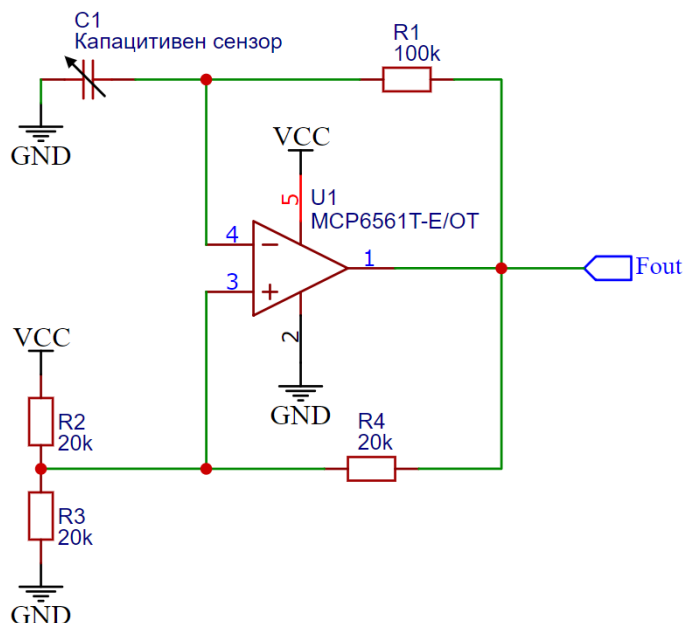 C1
Капацитивен сензор
R1
100k
GND
VCC
5
U1
MCP6561T-E/OT
4
1
Fout
3
2
VCC
GND
R2
20k
R4
20k
R3
20k
GND